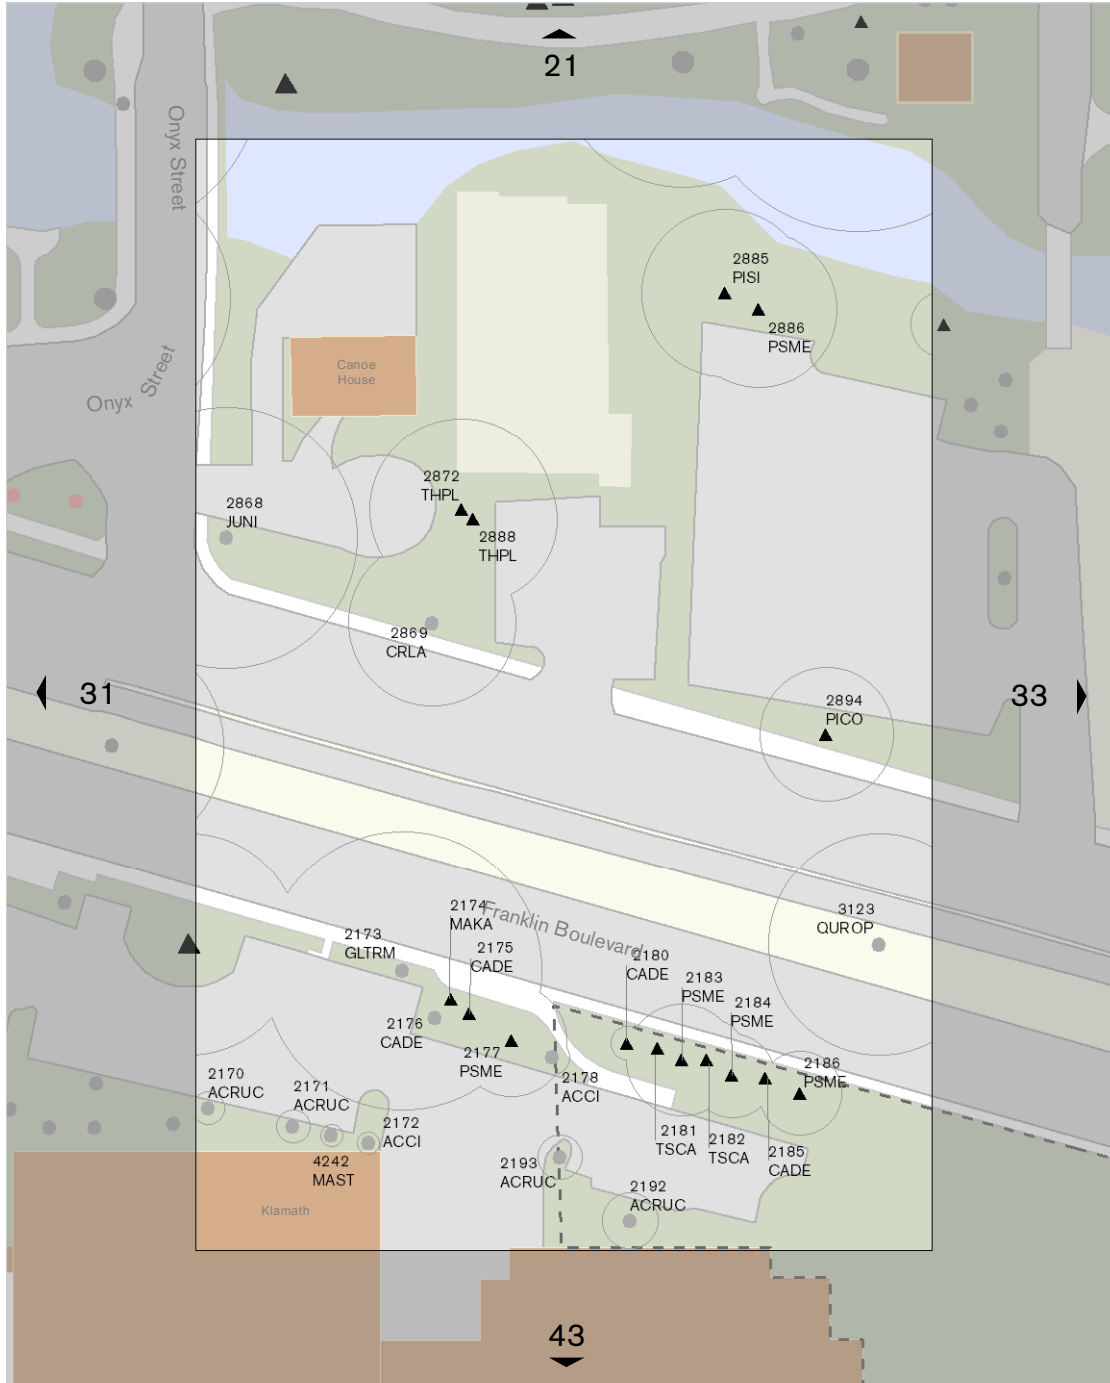 21
Onyx Street
2885
PISI
2886
PSME
Canoe
House
Onyx Street
2872
THPL
2868
JUNI
2888
THPL
2869
CRLA
31
33
2894
PICO
2174
MAKA
Franklin Boulevard
3123
QUROP
2173
GLTRM
2175
CADE
2180
CADE
2183
PSME
2184
PSME
2176
CADE
2177
PSME
2186
PSME
2170
ACRUC
2171
ACRUC
2178
ACCI
2172
ACCI
2181
TSCA
2182
TSCA
2185
CADE
4242
MAST
2193
ACRUC
2192
ACRUC
Klamath
43